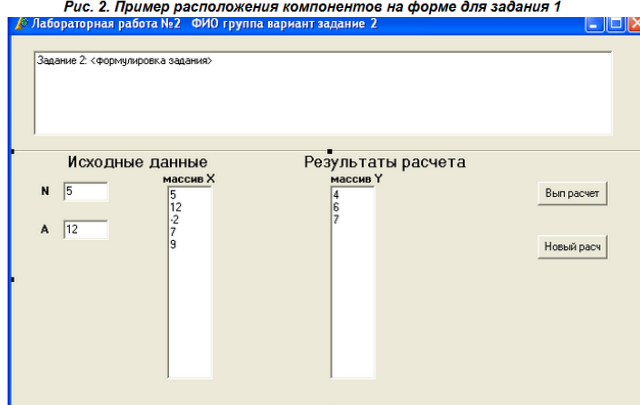 Рис. 2. Пример расположения компонентов на форме для задания 1
Лабораторная работа №2 ФИО группа вариант задание 2
Задание 2: <формулировка задания>
Исходные данные
Результаты расчета
массив X
массив Y
N
5
A
12
5
12
-2
7
9
4
6
7
Вып расчет
Новый расч